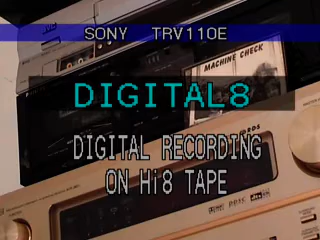 SONY TRV110E
MACHINE CHECK
DIGITAL8
DIGITAL RECORDING
ON Hi8 TAPE